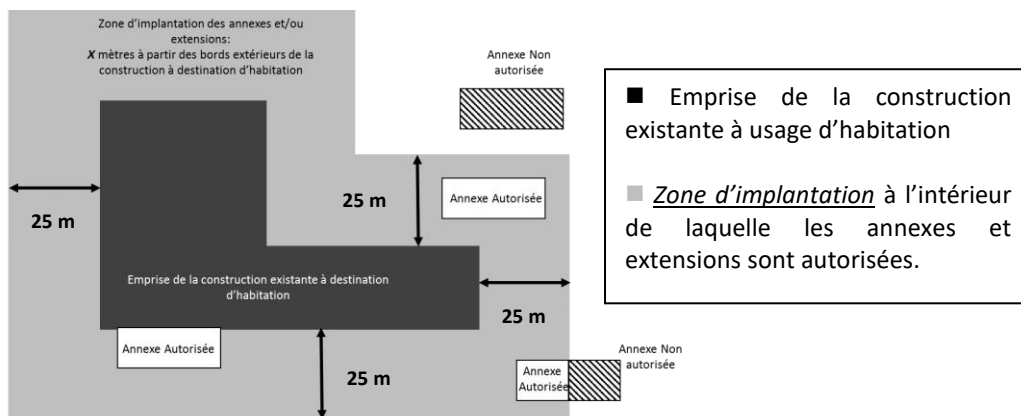 Zone d'implantation des annexes et/ou
extensions:
X mètres à partir des bords extérieurs de la
construction à destination d'habitation
Annexe Non
autorisée
25 m
25 m
Annexe Autorisée
Emprise de la construction existante à destination
d'habitation
25 m
Annexe Autorisée
25 m
Annexe
Autorisée
Annexe Non
autorisée
■ Emprise de la construction
existante à usage d'habitation
■ Zone d'implantation à l'intérieur
de laquelle les annexes et
extensions sont autorisées.